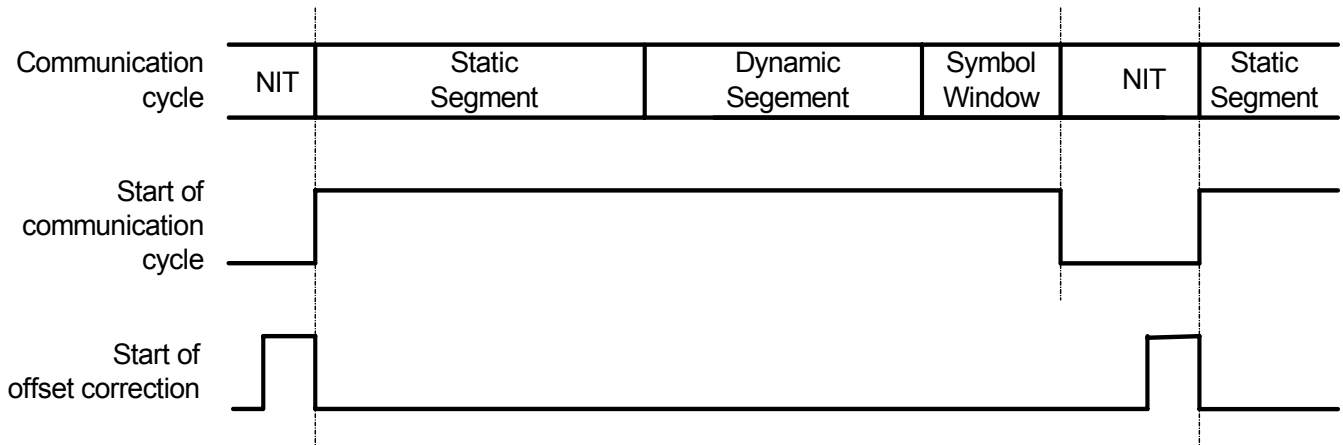 Communication
cycle
NIT
Static
Segment
Dynamic
Segement
Symbol
Window
NIT
Static
Segment
Start of
communication
cycle
Start of
offset correction